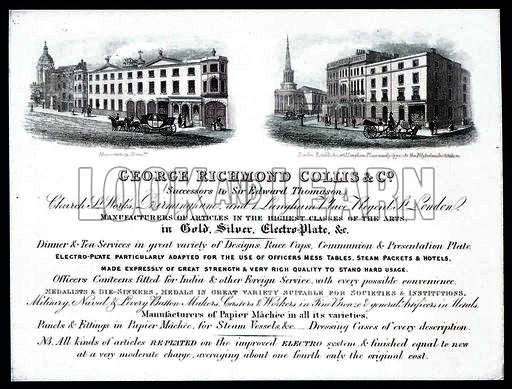 GEORGE RICHMOND COLLIS & Co.
(Successors to Sir Edward Thomason,)
Church St. Works, Birmingham and 1 Langham Place, Regent St. London.
MANUFACTURERS OF ARTICLES IN THE HIGHEST CLASSES OF THE ARTS,
in Gold, Silver, Electro-Plate, &c.
Dinner & Tea Services in great variety of Designs, Race Cups, Communion & Presentation Plate,
ELECTRO-PLATE PARTICULARLY ADAPTED FOR THE USE OF OFFICERS MESS TABLES, STEAM PACKETS & HOTELS,
MADE EXPRESSLY OF GREAT STRENGTH & VERY RICH QUALITY TO STAND HARD USAGE.
Officers Canteens fitted for India & other Foreign Service, with every possible convenience.
MEDALISTS & DIE-SINKERS, MEDALS IN GREAT VARIETY SUITABLE FOR SOCIETIES & INSTITUTIONS,
Military, Naval & Livery Button Makers, Casters & Workers in Fine Bronze & general Artificers in Metals.
Manufacturers of Papier Mâchée in all its varieties,
Panels & Fittings in Papier Mâchée, for Steam Vessels, &c. Dressing Cases of every description.
NB. All kinds of articles RE-PLATED on the improved ELECTRO system, & finished equal to new
at a very moderate charge, averaging about one fourth only the original cost.
LOOK AND LEARN